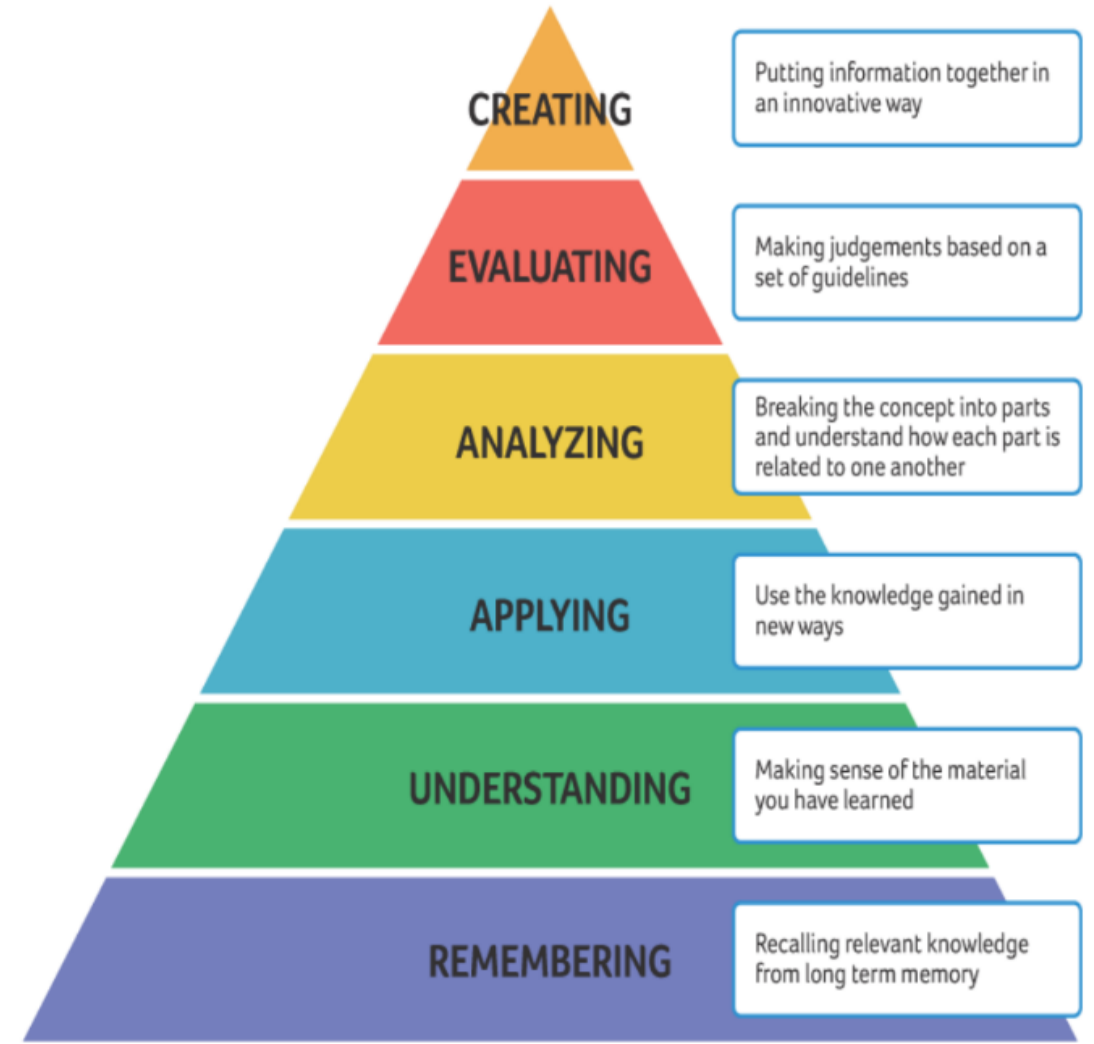 CREATING
Putting information together in
an innovative way
EVALUATING
Making judgements based on a
set of guidelines
ANALYZING
Breaking the concept into parts
and understand how each part is
related to one another
APPLYING
Use the knowledge gained in
new ways
UNDERSTANDING
Making sense of the material
you have learned
REMEMBERING
Recalling relevant knowledge
from long term memory